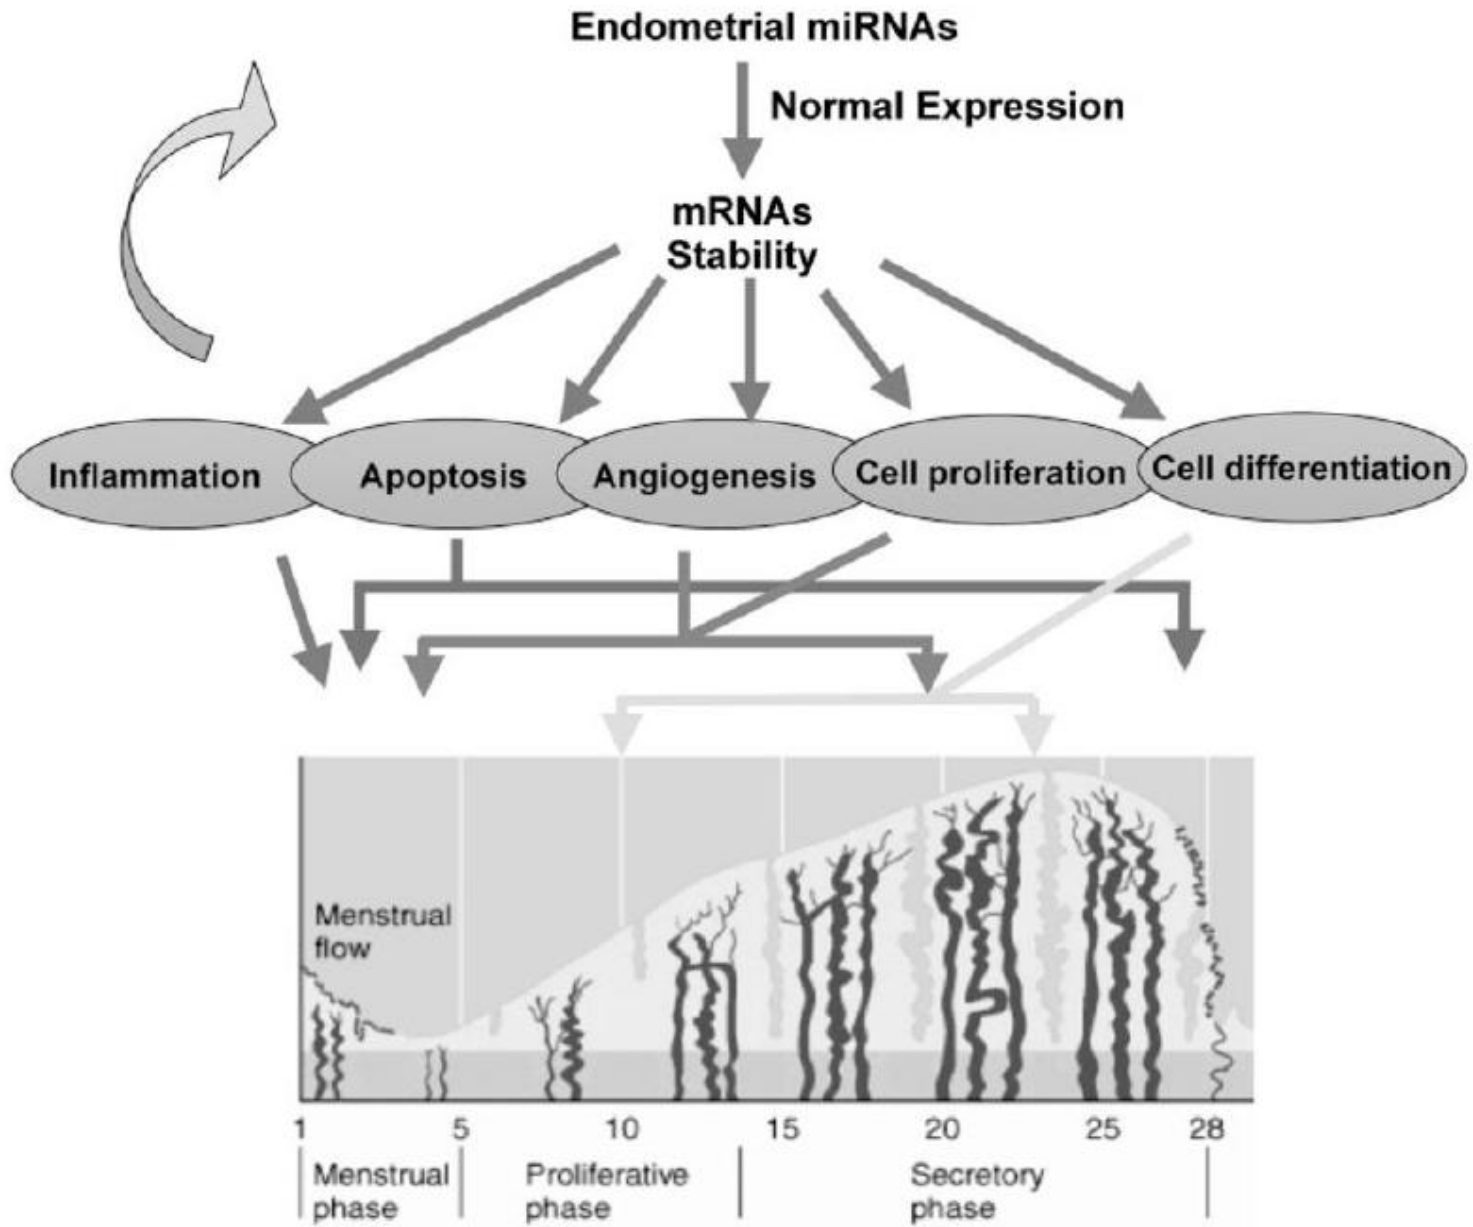 Endometrial miRNAs
Normal Expression
mRNAs
Stability
Inflammation
Apoptosis
Angiogenesis
Cell proliferation
Cell differentiation
Menstrual
flow
1 5 10 15 20 25 28
Menstrual
phase
Proliferative
phase
Secretory
phase